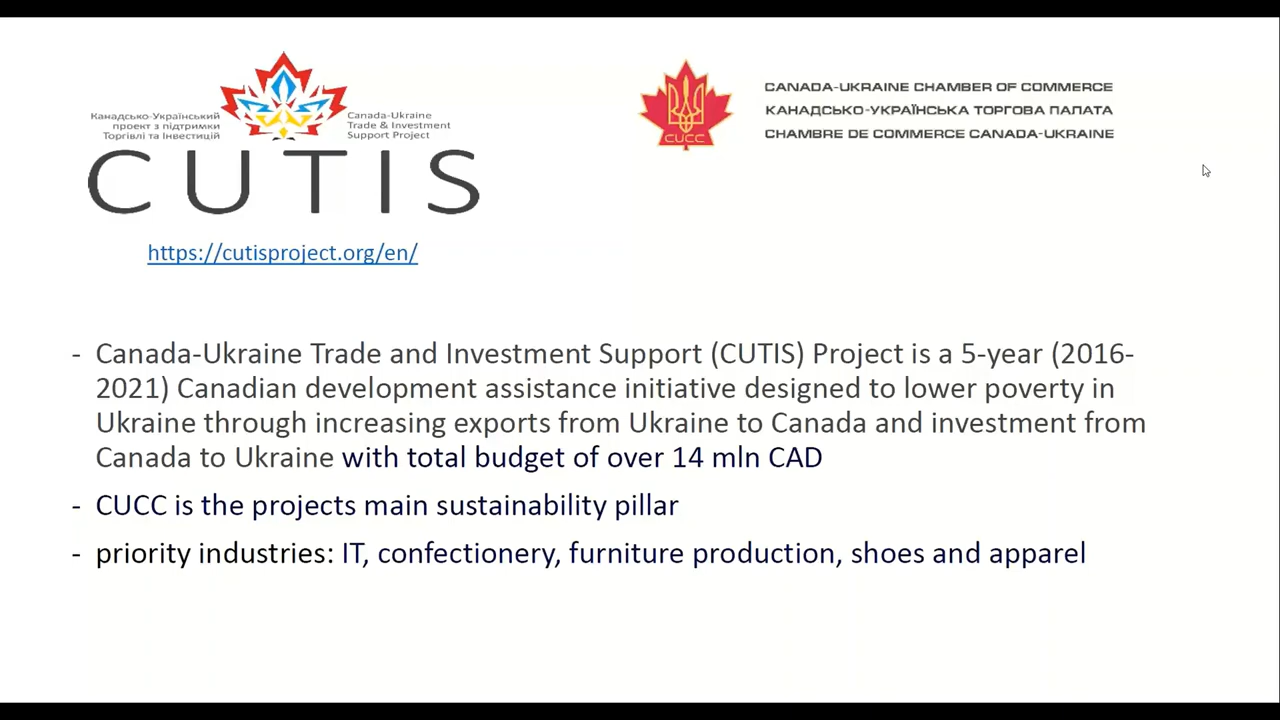 Канадсько-Український
проект з підтримки
Торгівлі та Інвестицій
Canada-Ukraine
Trade & Investment
Support Project
CUTIS
CUCC
CANADA-UKRAINE CHAMBER OF COMMERCE
КАНАДСЬКО-УКРАЇНСЬКА ТОРГОВА ПАЛАТА
CHAMBRE DE COMMERCE CANADA-UKRAINE
https://cutisproject.org/en/
- Canada-Ukraine Trade and Investment Support (CUTIS) Project is a 5-year (2016-
2021) Canadian development assistance initiative designed to lower poverty in
Ukraine through increasing exports from Ukraine to Canada and investment from
Canada to Ukraine with total budget of over 14 mln CAD
- CUCC is the projects main sustainability pillar
- priority industries: IT, confectionery, furniture production, shoes and apparel